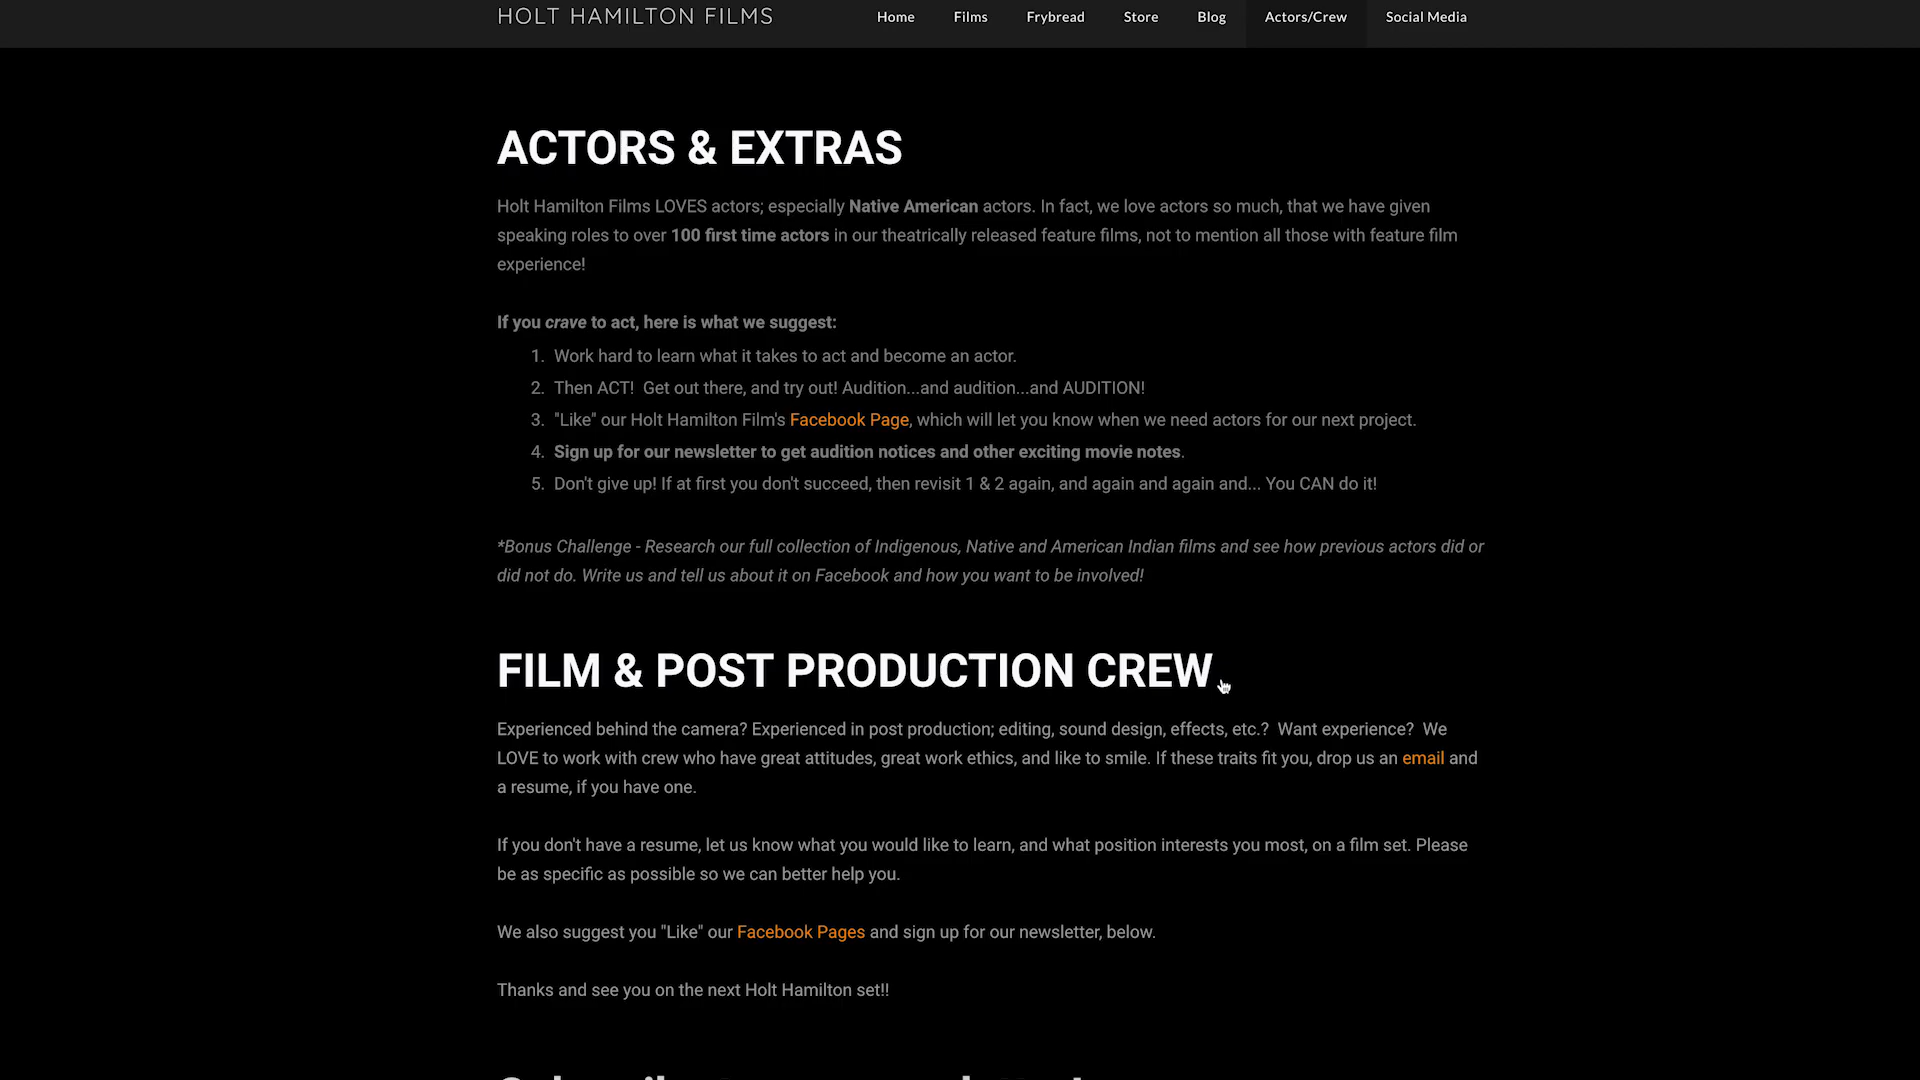 HOLT HAMILTON FILMS
Home Films Frybread Store Blog Actors/Crew Social Media
ACTORS & EXTRAS
Holt Hamilton Films LOVES actors; especially Native American actors. In fact, we love actors so much, that we have given
speaking roles to over 100 first time actors in our theatrically released feature films, not to mention all those with feature film
experience!
If you crave to act, here is what we suggest:
1. Work hard to learn what it takes to act and become an actor.
2. Then ACT!  Get out there, and try out! Audition...and audition...and AUDITION!
3. "Like" our Holt Hamilton Film's Facebook Page, which will let you know when we need actors for our next project.
4. Sign up for our newsletter to get audition notices and other exciting movie notes.
5. Don't give up! If at first you don't succeed, then revisit 1 & 2 again, and again and again and... You CAN do it!
*Bonus Challenge - Research our full collection of Indigenous, Native and American Indian films and see how previous actors did or
did not do. Write us and tell us about it on Facebook and how you want to be involved!
FILM & POST PRODUCTION CREW
Experienced behind the camera? Experienced in post production; editing, sound design, effects, etc.?  Want experience?  We
LOVE to work with crew who have great attitudes, great work ethics, and like to smile. If these traits fit you, drop us an email and
a resume, if you have one.
If you don't have a resume, let us know what you would like to learn, and what position interests you most, on a film set. Please
be as specific as possible so we can better help you.
We also suggest you "Like" our Facebook Pages and sign up for our newsletter, below.
Thanks and see you on the next Holt Hamilton set!!